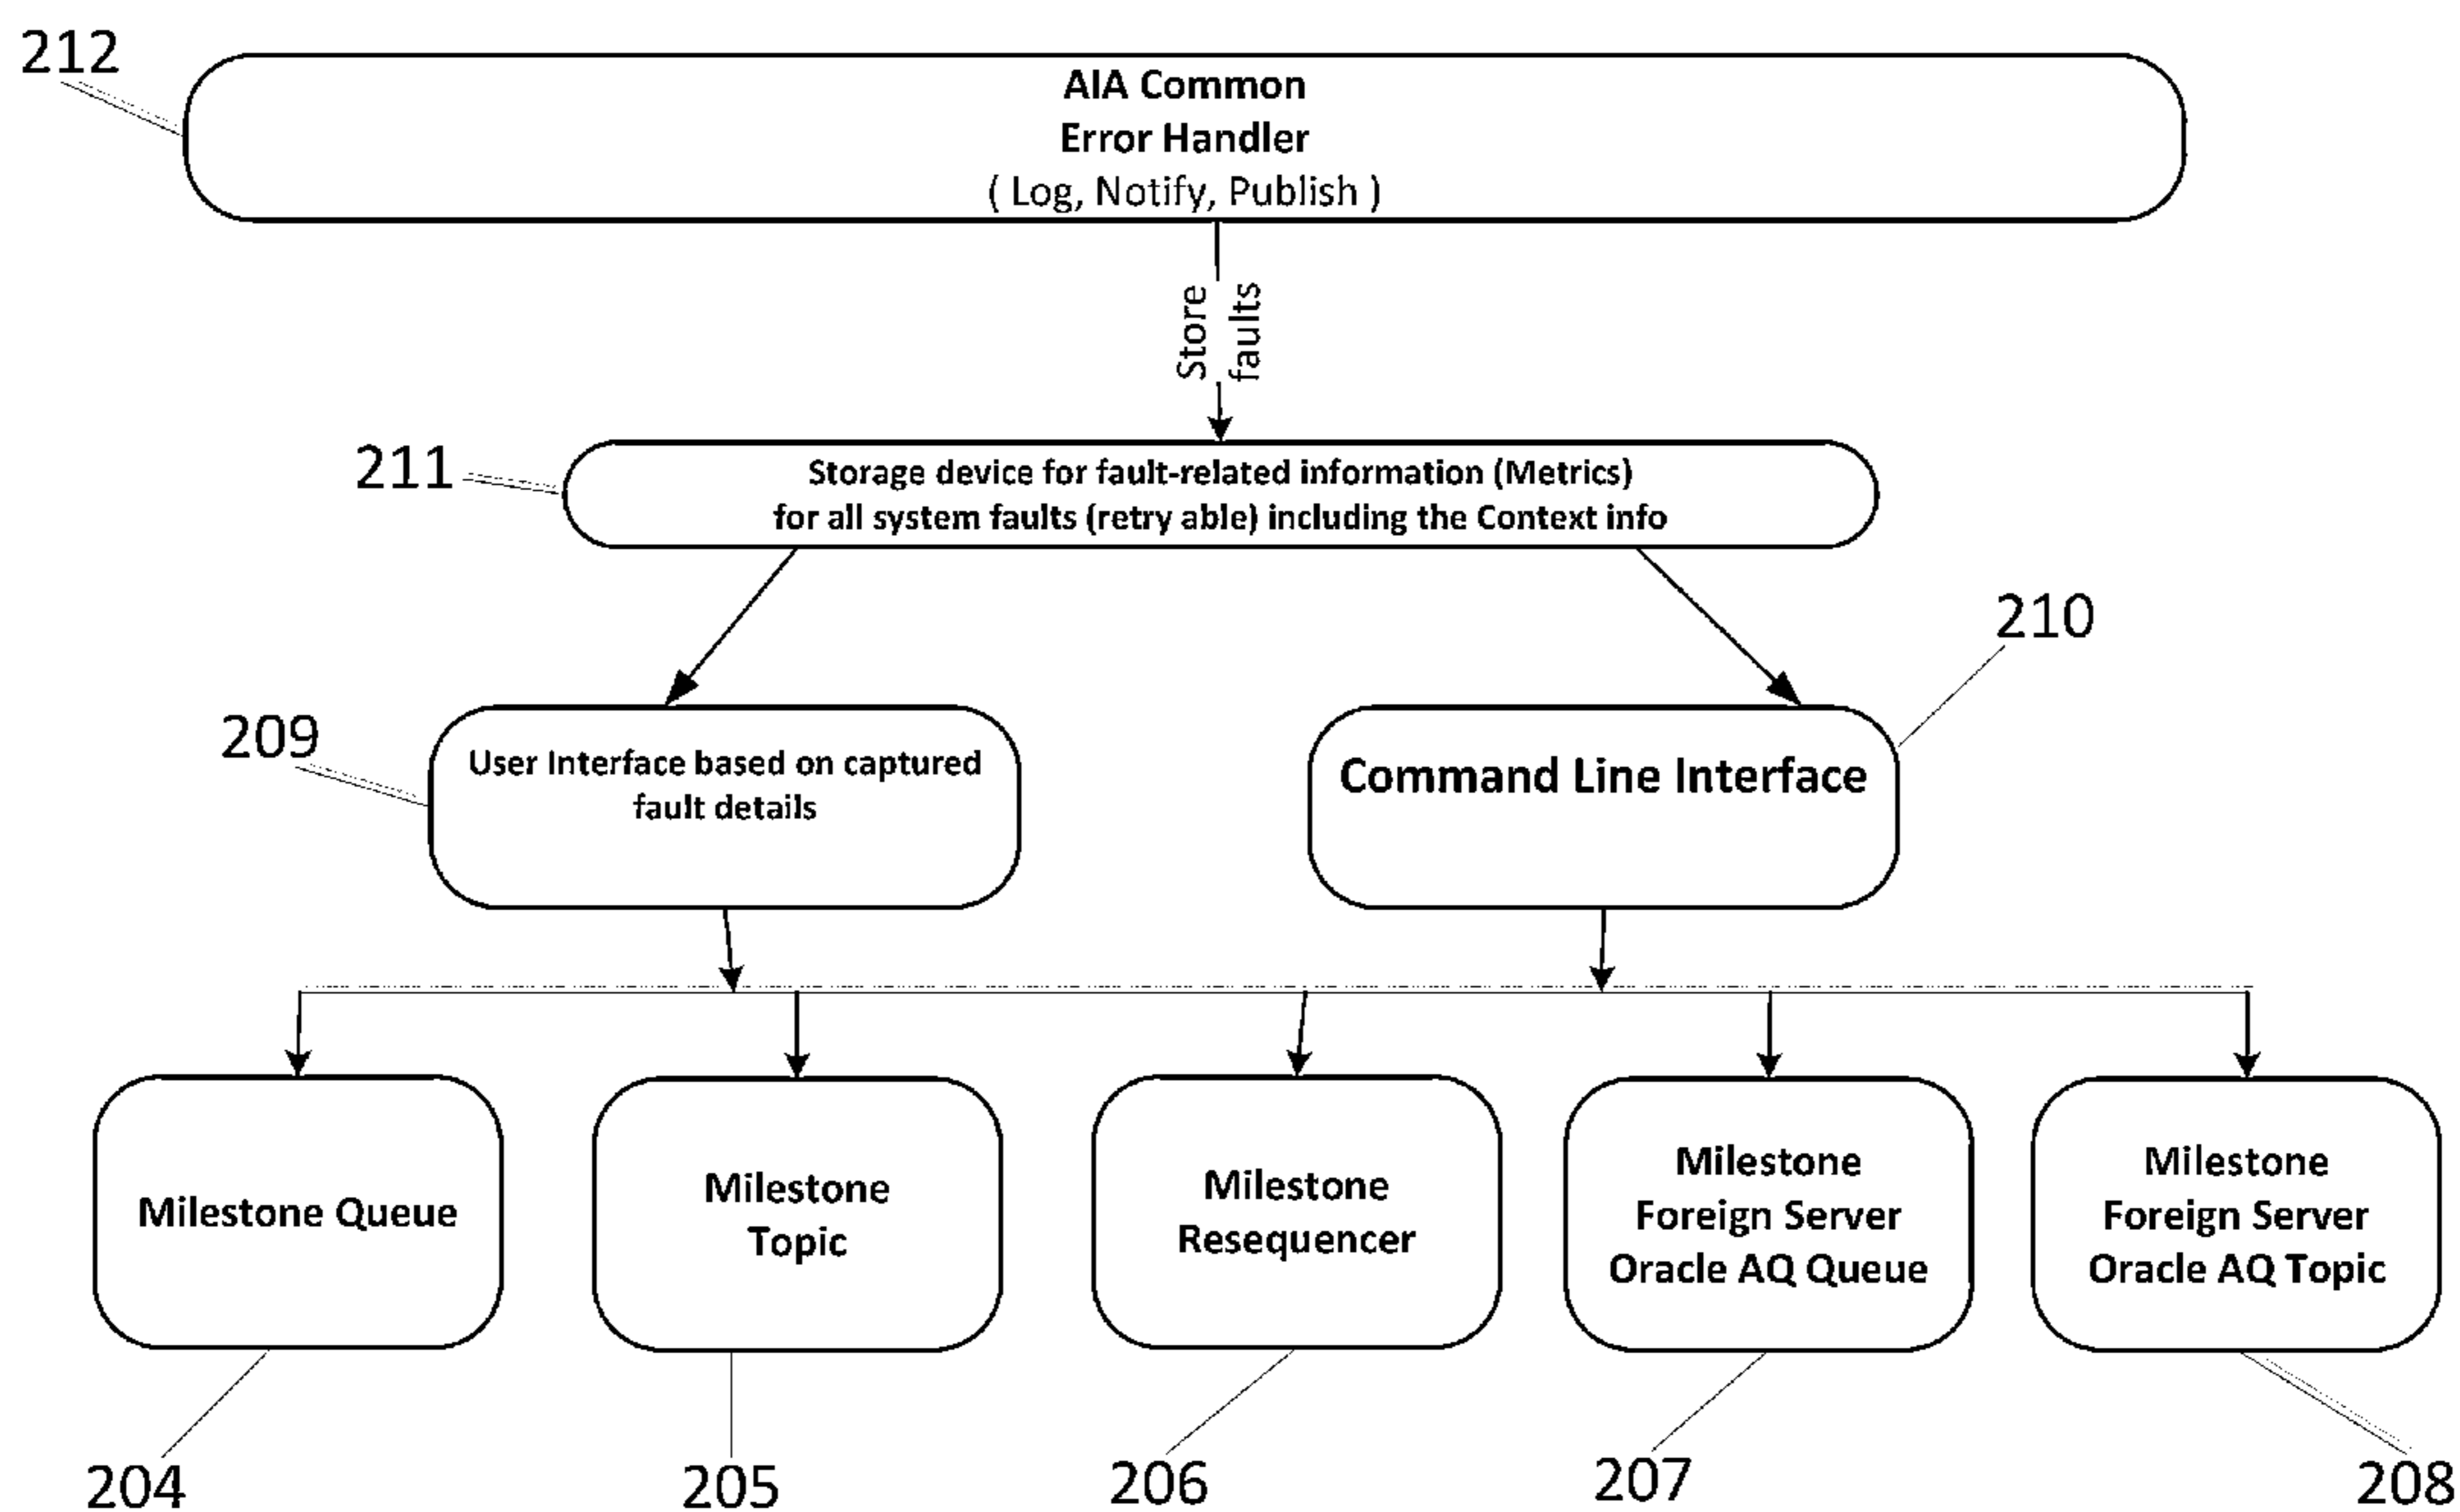 212
AIA Common
Error Handler
( Log, Notify, Publish )
Store
faults
211
Storage device for fault-related information (Metrics)
for all system faults (retry able) including the Context info
210
209
User Interface based on captured
fault details
Command Line Interface
Milestone Queue
Milestone
Topic
Milestone
Resequencer
Milestone
Foreign Server
Oracle AQ Queue
Milestone
Foreign Server
Oracle AQ Topic
204
205
206
207
208